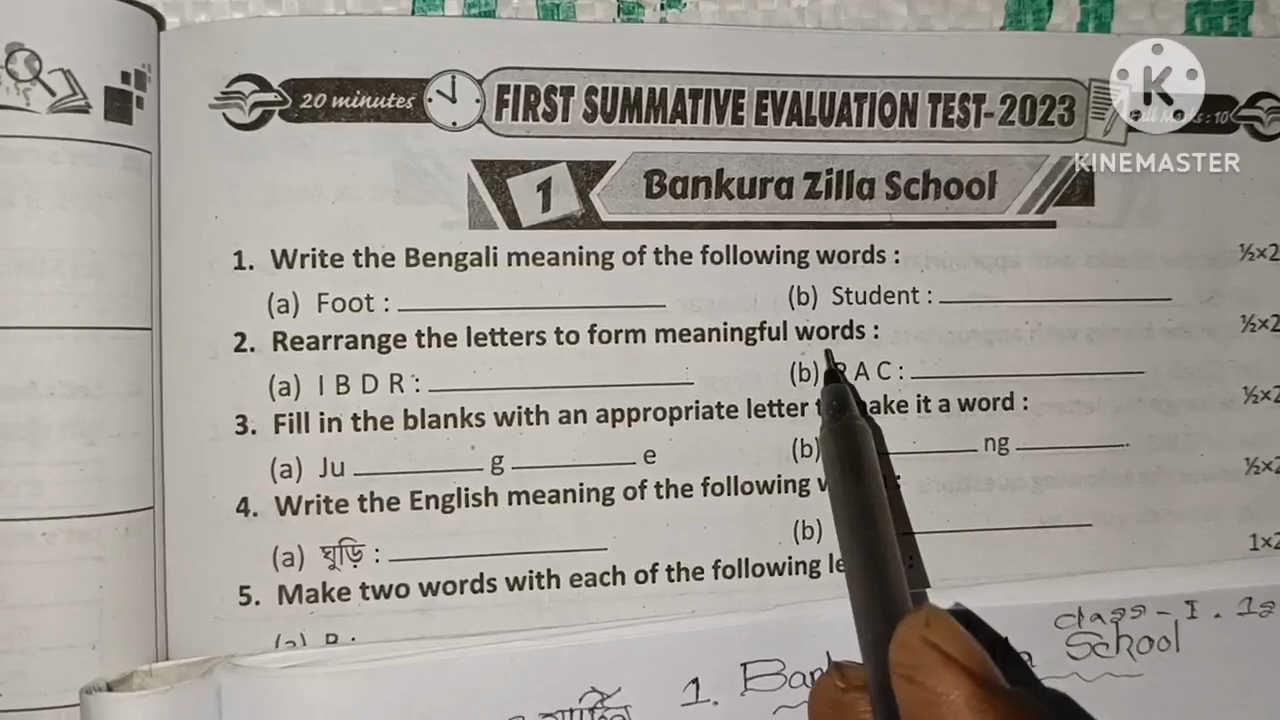 20 minutes
FIRST SUMMATIVE EVALUATION TEST-2023
KINEMASTER
1 Bankura Zilla School
1. Write the Bengali meaning of the following words : ½×2
(a) Foot : (b) Student :
2. Rearrange the letters to form meaningful words : ½×2
(a) I B D R : (b) A C :
3. Fill in the blanks with an appropriate letter to make it a word : ½×2
(a) Ju g e (b) ng
4. Write the English meaning of the following ½×2
(a) ঘুড়ি : (b)
5. Make two words with each of the following 1×2
class - I.
1. School